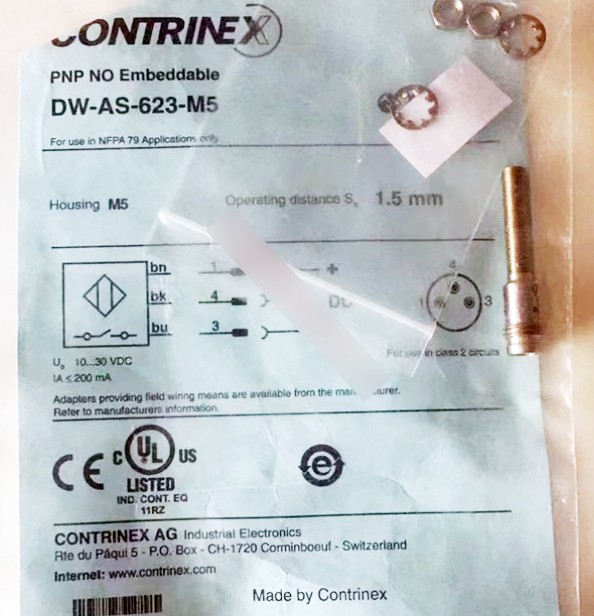 CONTRINEX
PNP NO Embeddable
DW-AS-623-M5
For use in NFPA 79 Applications only
Housing M5 Operating distance Sn 1.5 mm
bn 1 +
bk 4
bu 3
4
1 3
U_B 10...30 VDC
IA ≤ 200 mA
For use in class 2 circuits
Adapters providing field wiring means are available from the
Refer to manufacturers information.
CE
C UL US
LISTED
IND. CONT. EQ
11RZ
e
CONTRINEX AG Industrial Electronics
Rte du Pâqui 5 - P.O. Box - CH-1720 Corminboeuf - Switzerland
Internet: www.contrinex.com
Made by Contrinex